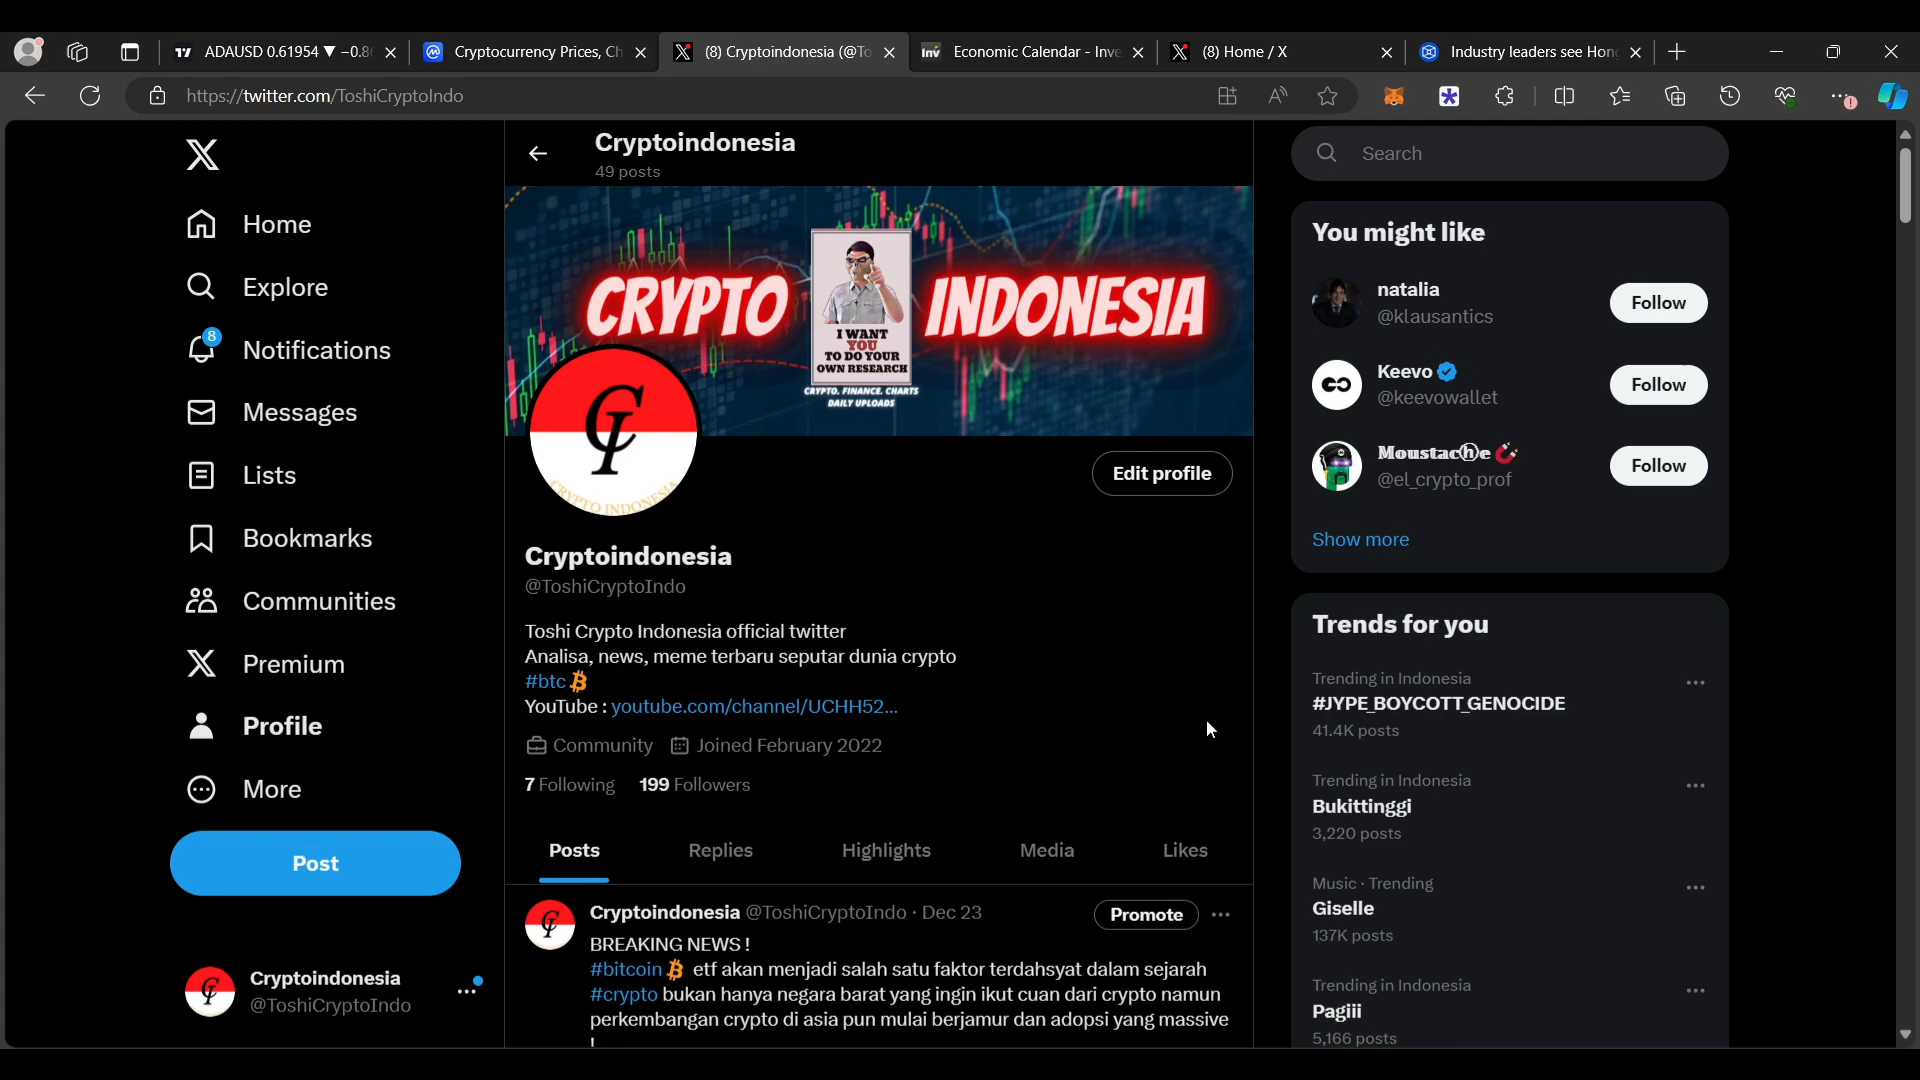 ADAUSD 0.61954 ▼ −0.8
Cryptocurrency Prices, Ch
(8) Cryptoindonesia (@To
Inv
Economic Calendar - Inve
(8) Home / X
Industry leaders see Hon
https://twitter.com/ToshiCryptoIndo
Home
Explore
8
Notifications
Messages
Lists
Bookmarks
Communities
Premium
Profile
More
Post
Cryptoindonesia
@ToshiCryptoIndo
Cryptoindonesia
49 posts
CRYPTO INDONESIA
I WANT
YOU
TO DO YOUR
OWN RESEARCH
CRYPTO. FINANCE. CHARTS
DAILY UPLOADS
CRYPTO INDONESIA
Edit profile
Cryptoindonesia
@ToshiCryptoIndo
Toshi Crypto Indonesia official twitter
Analisa, news, meme terbaru seputar dunia crypto
#btc
YouTube : youtube.com/channel/UCHH52...
Community Joined February 2022
7 Following 199 Followers
Posts Replies Highlights Media Likes
Cryptoindonesia @ToshiCryptoIndo · Dec 23
Promote
BREAKING NEWS !
#bitcoin etf akan menjadi salah satu faktor terdahsyat dalam sejarah
#crypto bukan hanya negara barat yang ingin ikut cuan dari crypto namun
perkembangan crypto di asia pun mulai berjamur dan adopsi yang massive
!
Search
You might like
natalia
@klausantics
Follow
Keevo
@keevowallet
Follow
𝕄oustacⓗe
@el_crypto_prof
Follow
Show more
Trends for you
Trending in Indonesia
#JYPE_BOYCOTT_GENOCIDE
41.4K posts
Trending in Indonesia
Bukittinggi
3,220 posts
Music · Trending
Giselle
137K posts
Trending in Indonesia
Pagiii
5,166 posts